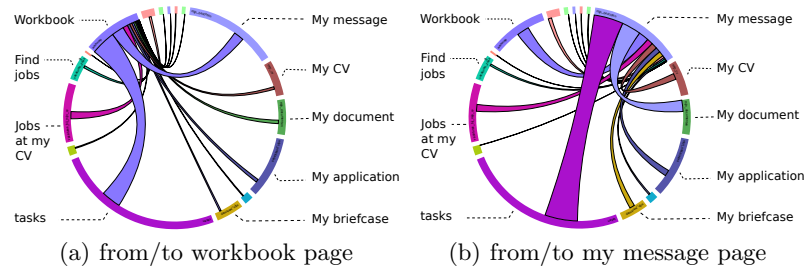 Workbook
My message
Find
jobs
My CV
My document
Jobs
at my
CV
My application
tasks
My briefcase
(a) from/to workbook page
Workbook
My message
Find
jobs
My CV
My document
Jobs
at my
CV
My application
tasks
My briefcase
(b) from/to my message page